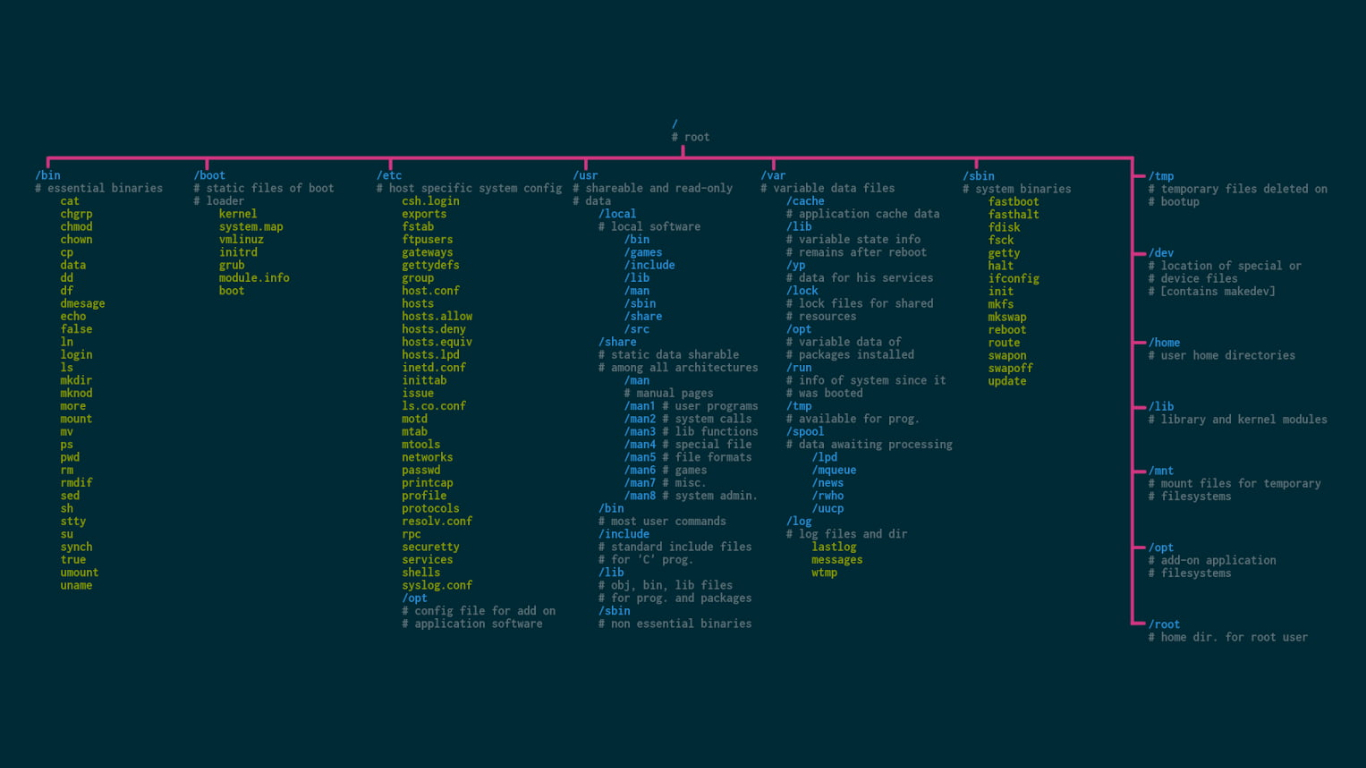 /
# root
/bin
# essential binaries
cat
chgrp
chmod
chown
cp
data
dd
df
dmesage
echo
false
ln
login
ls
mkdir
mknod
more
mount
mv
ps
pwd
rm
rmdif
sed
sh
stty
su
synch
true
umount
uname
/boot
# static files of boot
# loader
kernel
system.map
vmlinuz
initrd
grub
module.info
boot
/etc
# host specific system config
csh.login
exports
fstab
ftpusers
gateways
gettydefs
group
host.conf
hosts
hosts.allow
hosts.deny
hosts.equiv
hosts.lpd
inetd.conf
inittab
issue
ls.co.conf
motd
mtab
mtools
networks
passwd
printcap
profile
protocols
resolv.conf
rpc
securetty
services
shells
syslog.conf
/opt
# config file for add on
# application software
/usr
# shareable and read-only
# data
/local
# local software
/bin
/games
/include
/lib
/man
/sbin
/share
/src
/share
# static data sharable
# among all architectures
/man
# manual pages
/man1 # user programs
/man2 # system calls
/man3 # lib functions
/man4 # special file
/man5 # file formats
/man6 # games
/man7 # misc.
/man8 # system admin.
/bin
# most user commands
/include
# standard include files
# for 'C' prog.
/lib
# obj, bin, lib files
# for prog. and packages
/sbin
# non essential binaries
/var
# variable data files
/cache
# application cache data
/lib
# variable state info
# remains after reboot
/yp
# data for his services
/lock
# lock files for shared
# resources
/opt
# variable data of
# packages installed
/run
# info of system since it
# was booted
/tmp
# available for prog.
/spool
# data awaiting processing
/lpd
/mqueue
/news
/rwho
/uucp
/log
# log files and dir
lastlog
messages
wtmp
/sbin
# system binaries
fastboot
fasthalt
fdisk
fsck
getty
halt
ifconfig
init
mkfs
mkswap
reboot
route
swapon
swapoff
update
/tmp
# temporary files deleted on
# bootup
/dev
# location of special or
# device files
# [contains makedev]
/home
# user home directories
/lib
# library and kernel modules
/mnt
# mount files for temporary
# filesystems
/opt
# add-on application
# filesystems
/root
# home dir. for root user